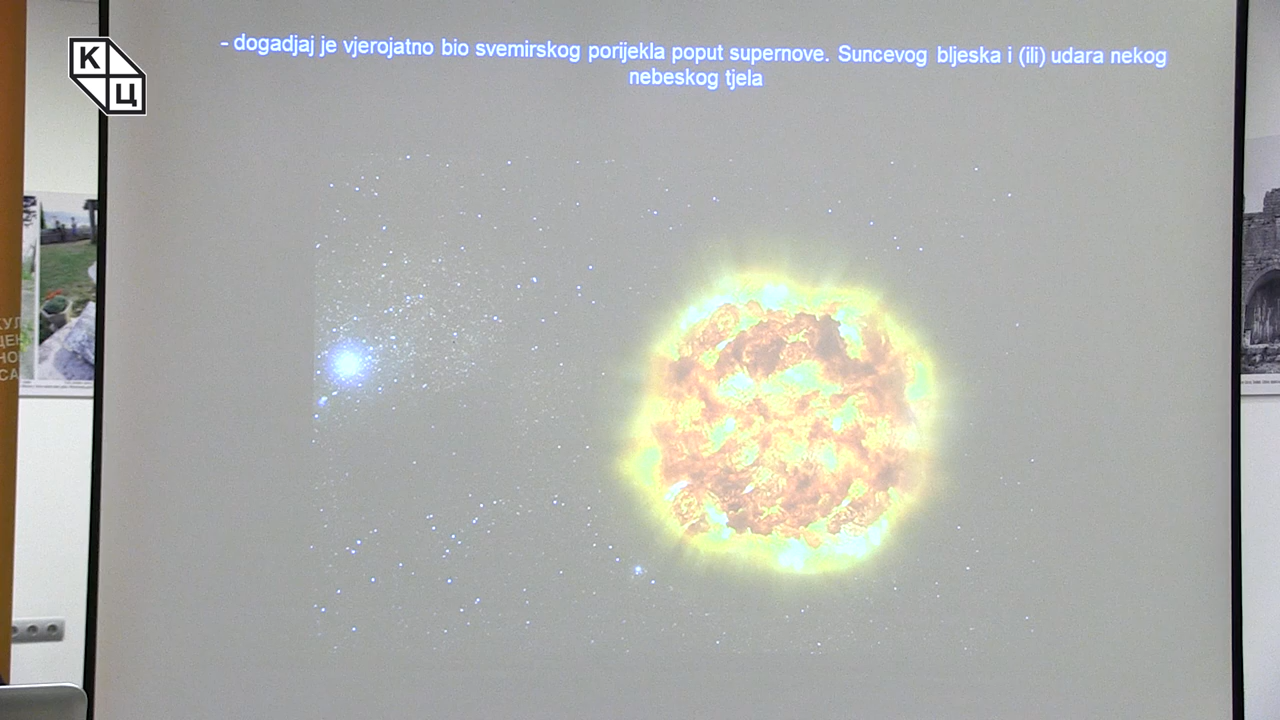 К
Ц
- dogadjaj je vjerojatno bio svemirskog porijekla poput supernove. Suncevog bljeska i (ili) udara nekog
nebeskog tjela